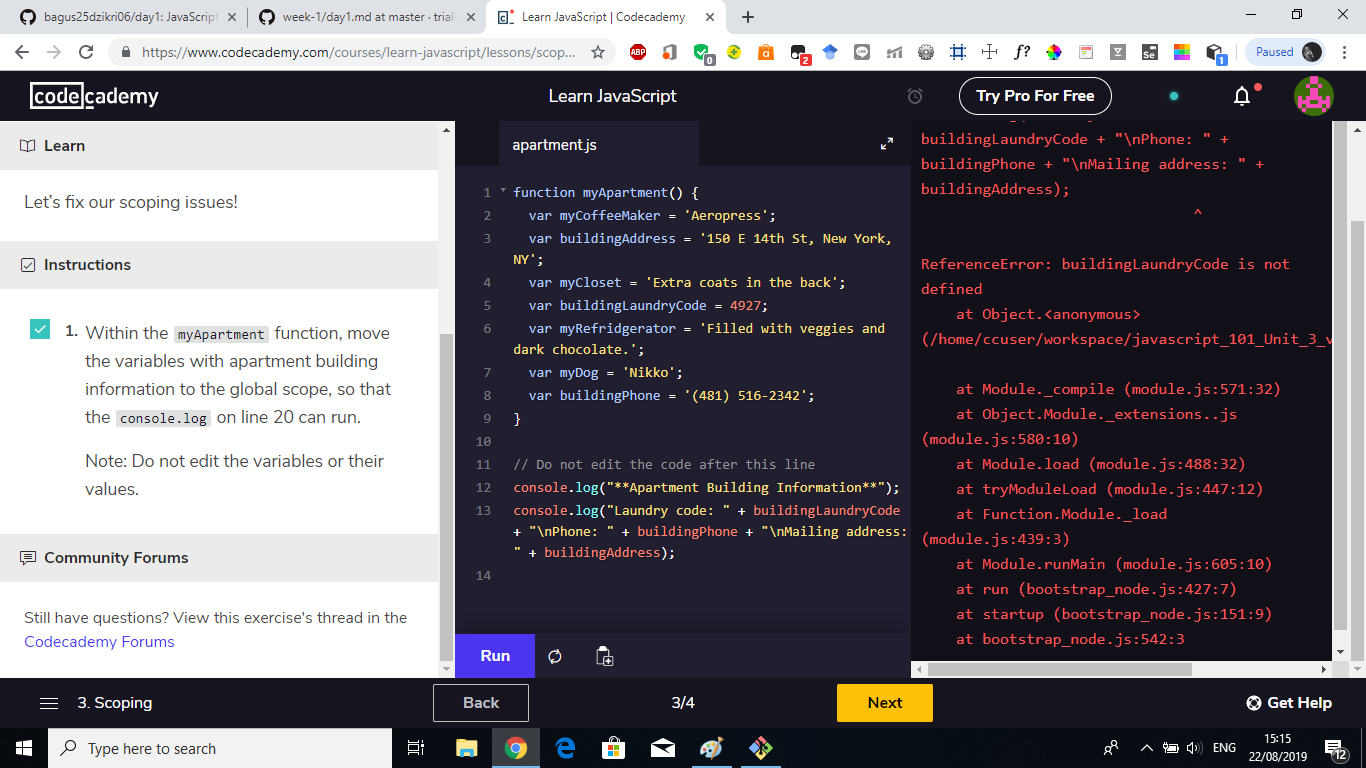 bagus25dzikri06/day1: JavaScript
week-1/day1.md at master · trial-
Learn JavaScript | Codecademy
https://www.codecademy.com/courses/learn-javascript/lessons/scop...
ABP
0
2
f?
Se
1
Paused
codecademy
Learn JavaScript
Try Pro For Free
Learn
Let's fix our scoping issues!
Instructions
1. Within the myApartment function, move
the variables with apartment building
information to the global scope, so that
the console.log on line 20 can run.
Note: Do not edit the variables or their
values.
Community Forums
Still have questions? View this exercise's thread in the
Codecademy Forums
apartment.js
1 function myApartment() {
2 var myCoffeeMaker = 'Aeropress';
3 var buildingAddress = '150 E 14th St, New York,
NY';
4 var myCloset = 'Extra coats in the back';
5 var buildingLaundryCode = 4927;
6 var myRefridgerator = 'Filled with veggies and
dark chocolate.';
7 var myDog = 'Nikko';
8 var buildingPhone = '(481) 516-2342';
9 }
10
11 // Do not edit the code after this line
12 console.log("**Apartment Building Information**");
13 console.log("Laundry code: " + buildingLaundryCode
+ "\nPhone: " + buildingPhone + "\nMailing address:
" + buildingAddress);
14
Run
buildingLaundryCode + "\nPhone: " +
buildingPhone + "\nMailing address: " +
buildingAddress);
^
ReferenceError: buildingLaundryCode is not
defined
at Object.<anonymous>
(/home/ccuser/workspace/javascript_101_Unit_3_v
at Module._compile (module.js:571:32)
at Object.Module._extensions..js
(module.js:580:10)
at Module.load (module.js:488:32)
at tryModuleLoad (module.js:447:12)
at Function.Module._load
(module.js:439:3)
at Module.runMain (module.js:605:10)
at run (bootstrap_node.js:427:7)
at startup (bootstrap_node.js:151:9)
at bootstrap_node.js:542:3
3. Scoping
Back
3/4
Next
Get Help
Type here to search
ENG
15:15
22/08/2019
12